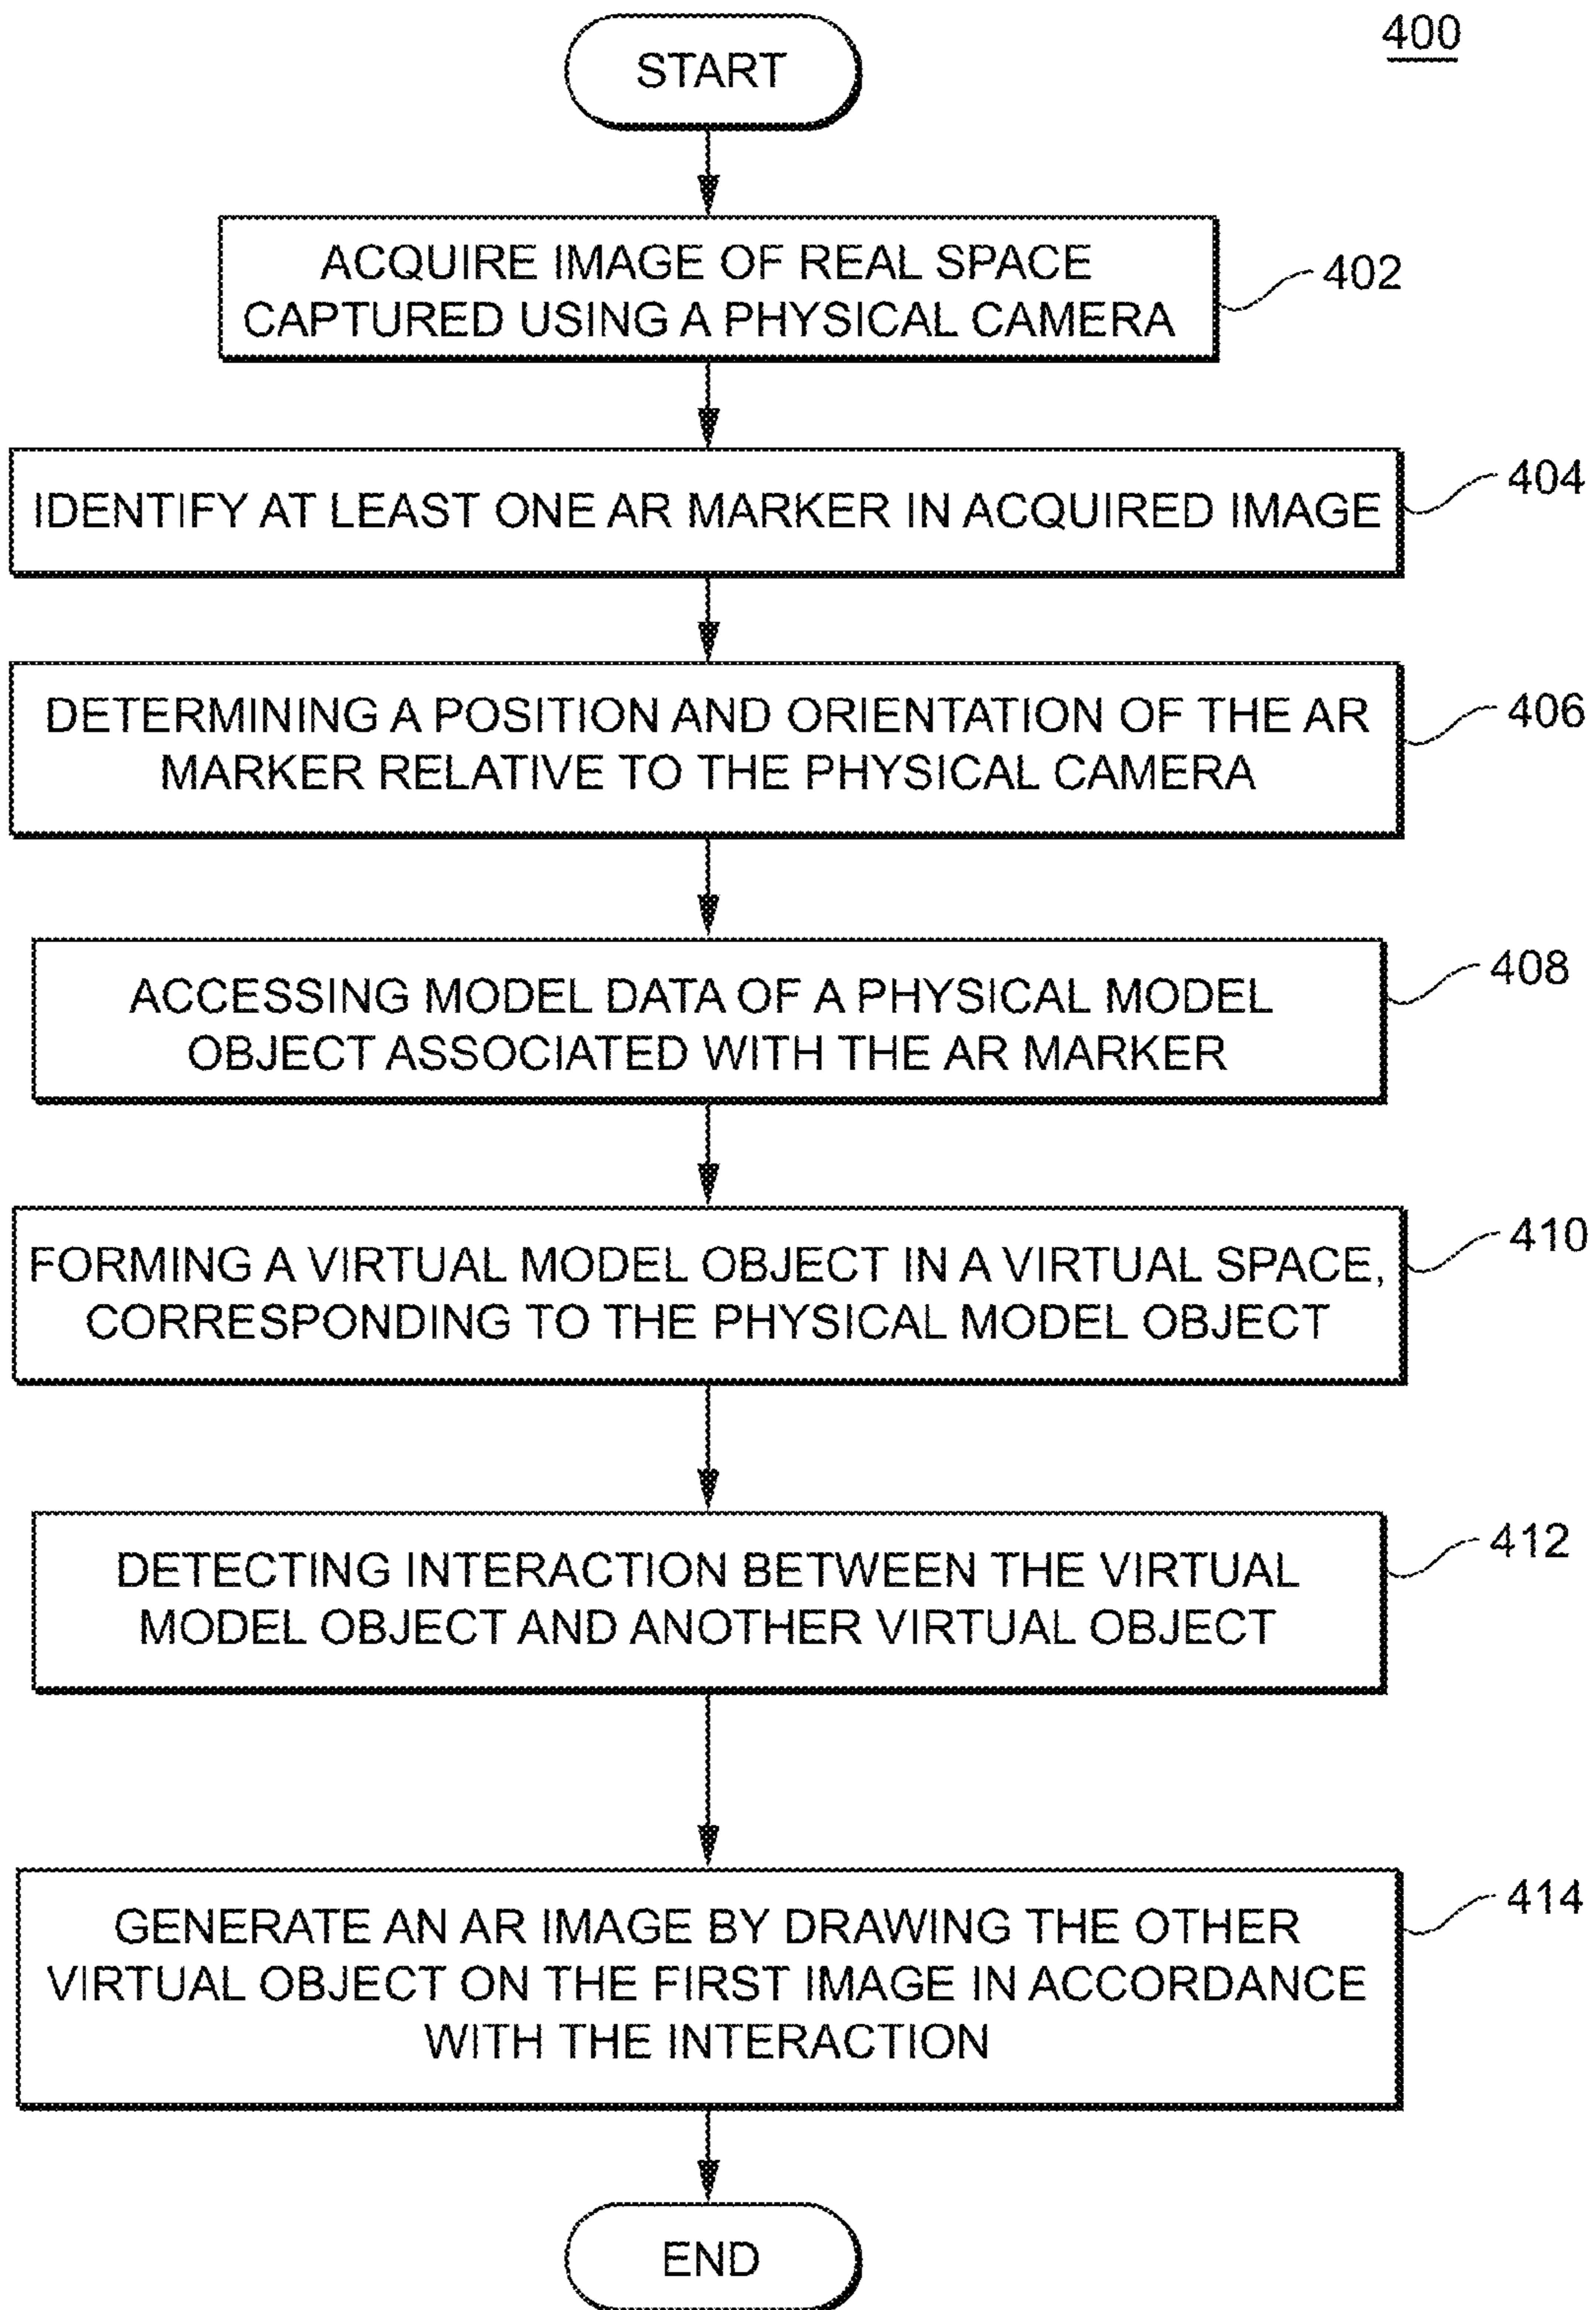 400
START
ACQUIRE IMAGE OF REAL SPACE
CAPTURED USING A PHYSICAL CAMERA
402
IDENTIFY AT LEAST ONE AR MARKER IN ACQUIRED IMAGE
404
DETERMINING A POSITION AND ORIENTATION OF THE AR
MARKER RELATIVE TO THE PHYSICAL CAMERA
406
ACCESSING MODEL DATA OF A PHYSICAL MODEL
OBJECT ASSOCIATED WITH THE AR MARKER
408
FORMING A VIRTUAL MODEL OBJECT IN A VIRTUAL SPACE,
CORRESPONDING TO THE PHYSICAL MODEL OBJECT
410
DETECTING INTERACTION BETWEEN THE VIRTUAL
MODEL OBJECT AND ANOTHER VIRTUAL OBJECT
412
GENERATE AN AR IMAGE BY DRAWING THE OTHER
VIRTUAL OBJECT ON THE FIRST IMAGE IN ACCORDANCE
WITH THE INTERACTION
414
END